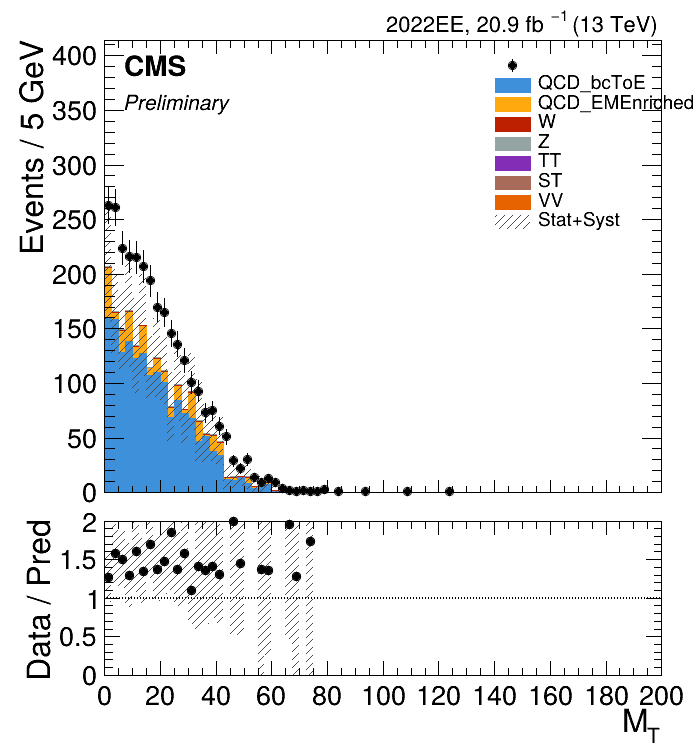 2022EE, 20.9 fb⁻¹ (13 TeV)
CMS
Preliminary
Events / 5 GeV
400
350
300
250
200
150
100
50
0
QCD_bcToE
QCD_EMEnriched
W
Z
TT
ST
VV
Stat+Syst
Data / Pred
2
1.5
1
0.5
0
0 20 40 60 80 100 120 140 160 180 200
M_T